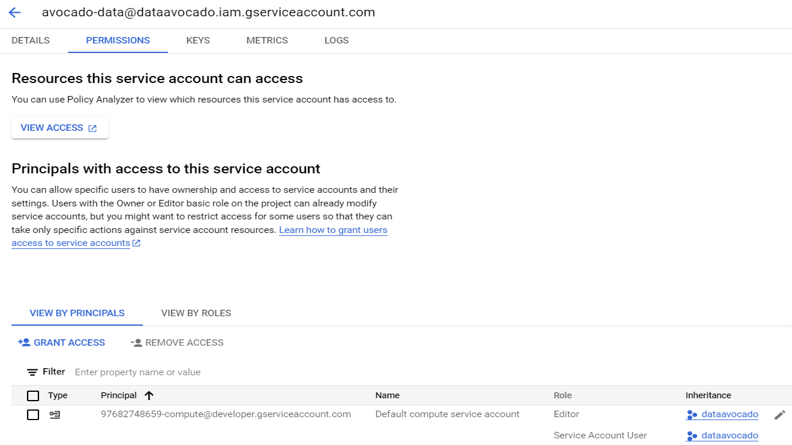 avocado-data@dataavocado.iam.gserviceaccount.com
DETAILS PERMISSIONS KEYS METRICS LOGS
Resources this service account can access
You can use Policy Analyzer to view which resources this service account has access to.
VIEW ACCESS
Principals with access to this service account
You can allow specific users to have ownership and access to service accounts and their
settings. Users with the Owner or Editor basic role on the project can already modify
service accounts, but you might want to restrict access for some users so that they can
take only specific actions against service account resources. Learn how to grant users
access to service accounts
VIEW BY PRINCIPALS VIEW BY ROLES
GRANT ACCESS REMOVE ACCESS
Filter Enter property name or value
Type Principal Name Role Inheritance
97682748659-compute@developer.gserviceaccount.com Default compute service account Editor dataavocado
Service Account User dataavocado